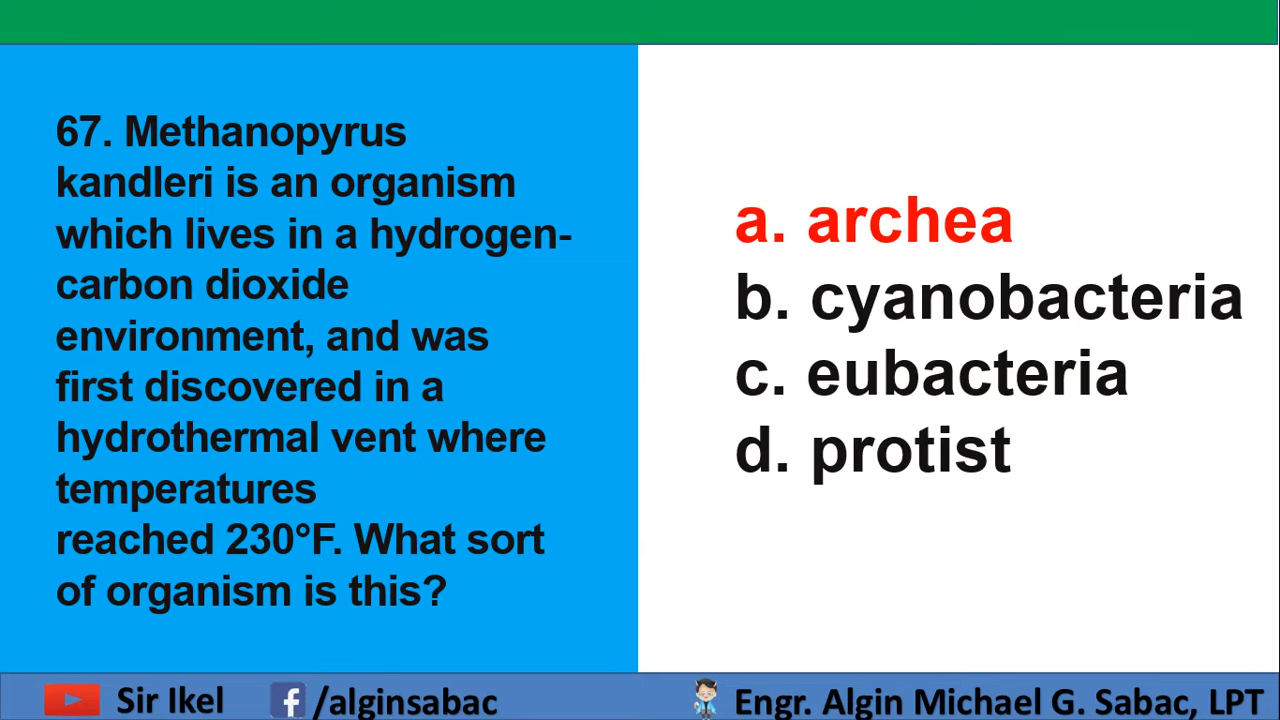 67. Methanopyrus
kandleri is an organism
which lives in a hydrogen-
carbon dioxide
environment, and was
first discovered in a
hydrothermal vent where
temperatures
reached 230°F. What sort
of organism is this?
a. archea
b. cyanobacteria
c. eubacteria
d. protist
Sir Ikel
f /alginsabac
Engr. Algin Michael G. Sabac, LPT